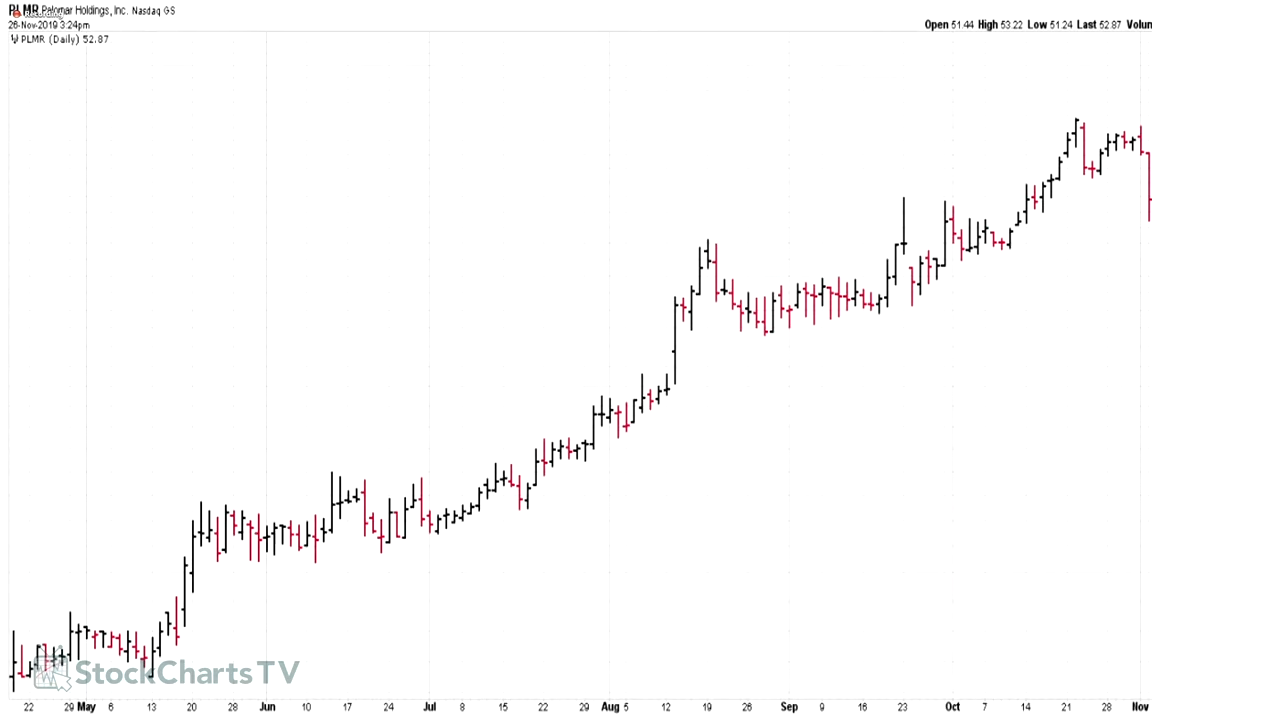 PLMR Palomar Holdings, Inc. Nasdaq GS
26-Nov-2019 3:24pm
Open 51.44 High 53.22 Low 51.24 Last 52.87 Volun
PLMR (Daily) 52.87
StockCharts TV
22 29 May 6 13 20 28 Jun 10 17 24 Jul 8 15 22 29 Aug 5 12 19 26 Sep 9 16 23 Oct 7 14 21 28 Nov